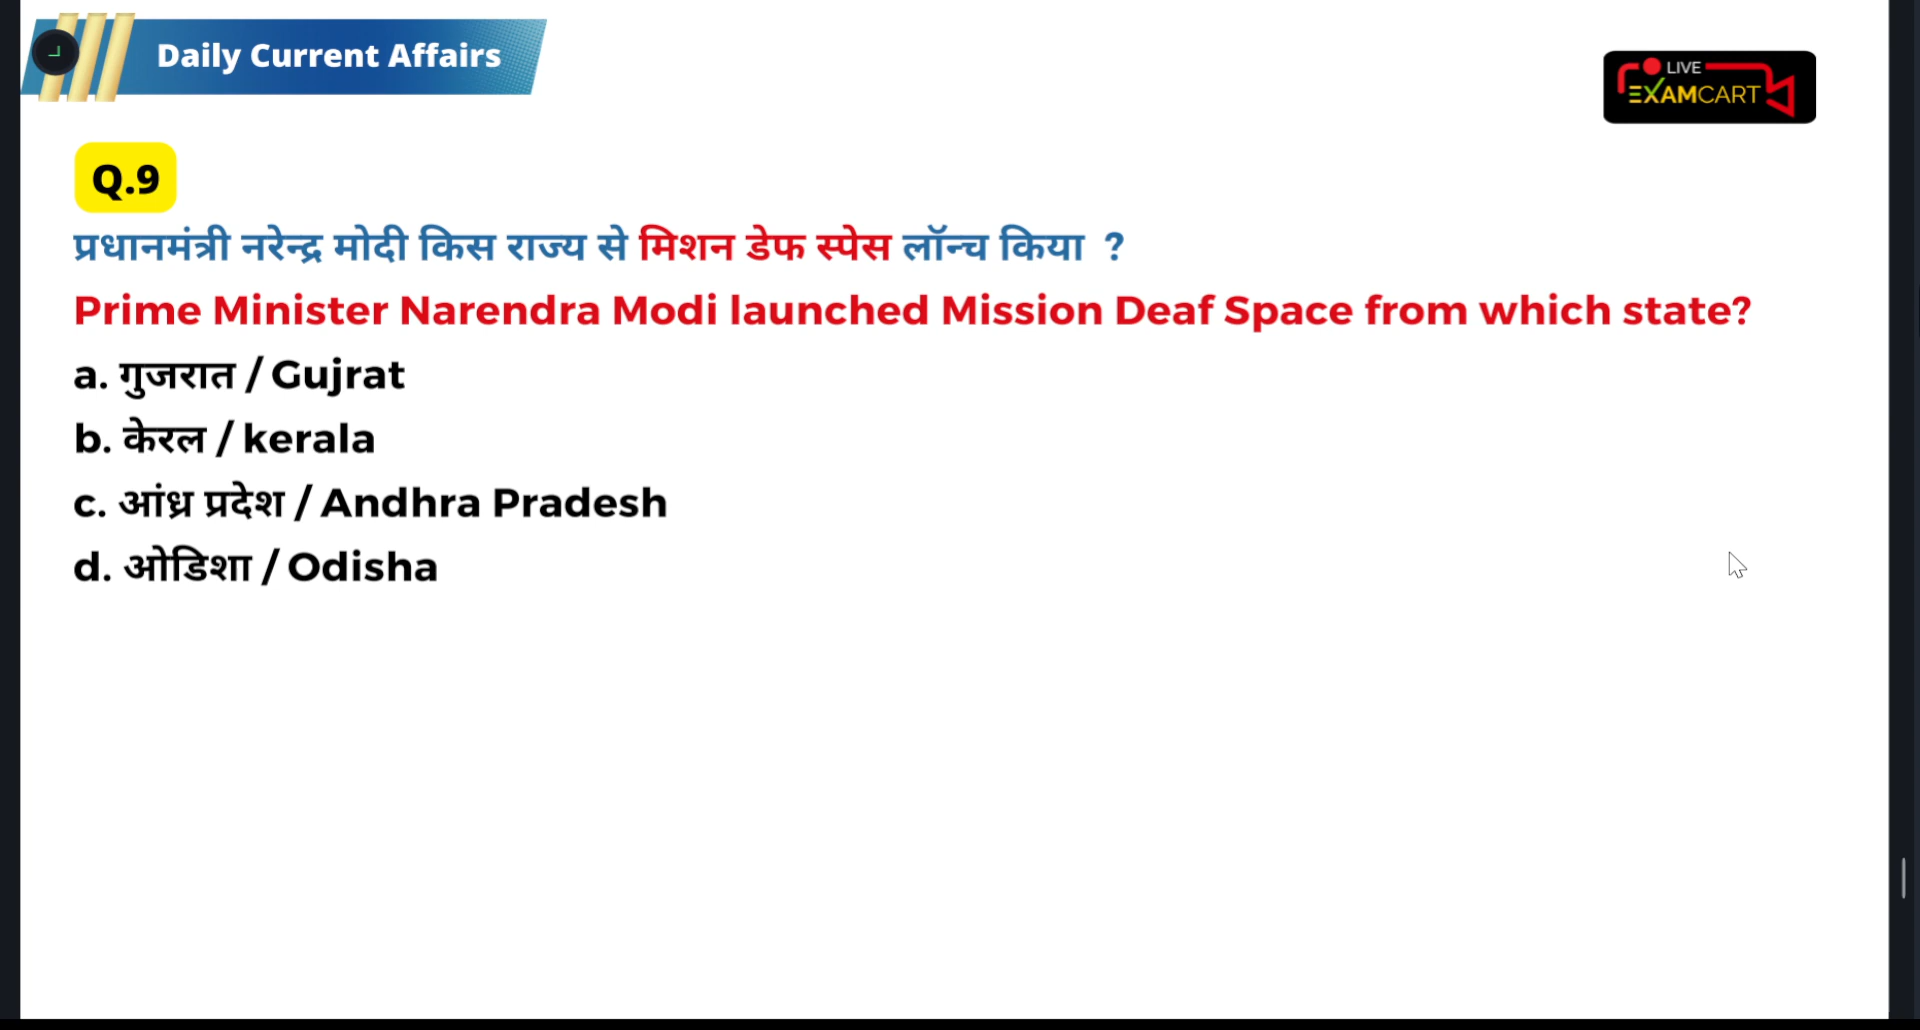 Daily Current Affairs
LIVE
EXAMCART
Q.9
प्रधानमंत्री नरेन्द्र मोदी किस राज्य से मिशन डेफ स्पेस लॉन्च किया ?
Prime Minister Narendra Modi launched Mission Deaf Space from which state?
a. गुजरात / Gujrat
b. केरल / kerala
c. आंध्र प्रदेश / Andhra Pradesh
d. ओडिशा / Odisha